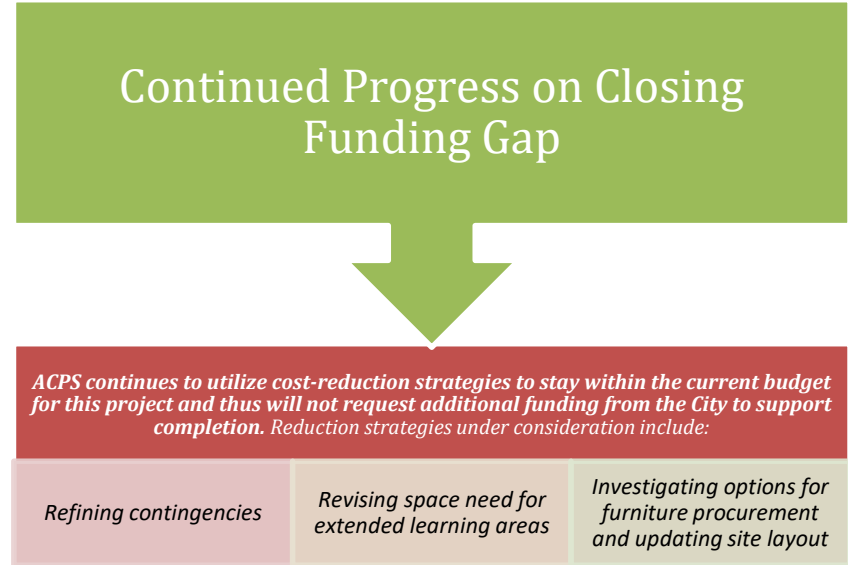 Continued Progress on Closing
Funding Gap
ACPS continues to utilize cost-reduction strategies to stay within the current budget
for this project and thus will not request additional funding from the City to support
completion. Reduction strategies under consideration include:
Refining contingencies
Revising space need for
extended learning areas
Investigating options for
furniture procurement
and updating site layout